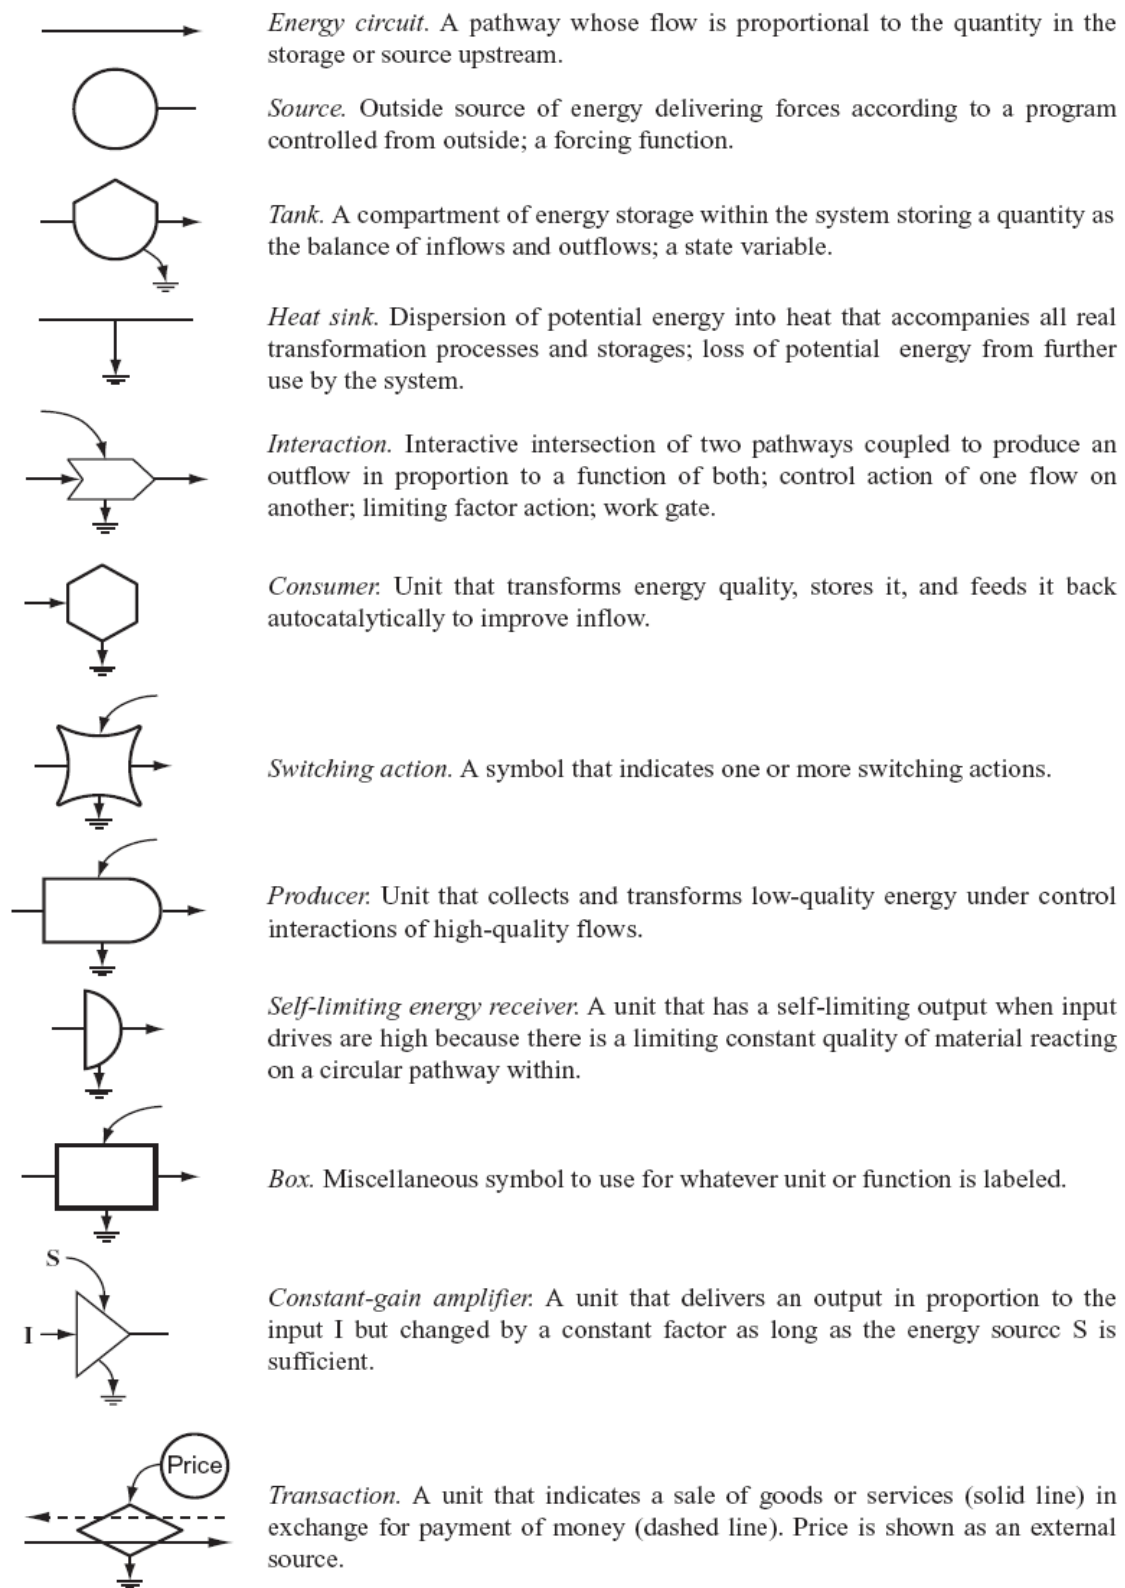 Energy circuit. A pathway whose flow is proportional to the quantity in the
storage or source upstream.
Source. Outside source of energy delivering forces according to a program
controlled from outside; a forcing function.
Tank. A compartment of energy storage within the system storing a quantity as
the balance of inflows and outflows; a state variable.
Heat sink. Dispersion of potential energy into heat that accompanies all real
transformation processes and storages; loss of potential energy from further
use by the system.
Interaction. Interactive intersection of two pathways coupled to produce an
outflow in proportion to a function of both; control action of one flow on
another; limiting factor action; work gate.
Consumer. Unit that transforms energy quality, stores it, and feeds it back
autocatalytically to improve inflow.
Switching action. A symbol that indicates one or more switching actions.
Producer. Unit that collects and transforms low-quality energy under control
interactions of high-quality flows.
Self-limiting energy receiver. A unit that has a self-limiting output when input
drives are high because there is a limiting constant quality of material reacting
on a circular pathway within.
Box. Miscellaneous symbol to use for whatever unit or function is labeled.
S
I
Constant-gain amplifier. A unit that delivers an output in proportion to the
input I but changed by a constant factor as long as the energy source S is
sufficient.
Price
Transaction. A unit that indicates a sale of goods or services (solid line) in
exchange for payment of money (dashed line). Price is shown as an external
source.